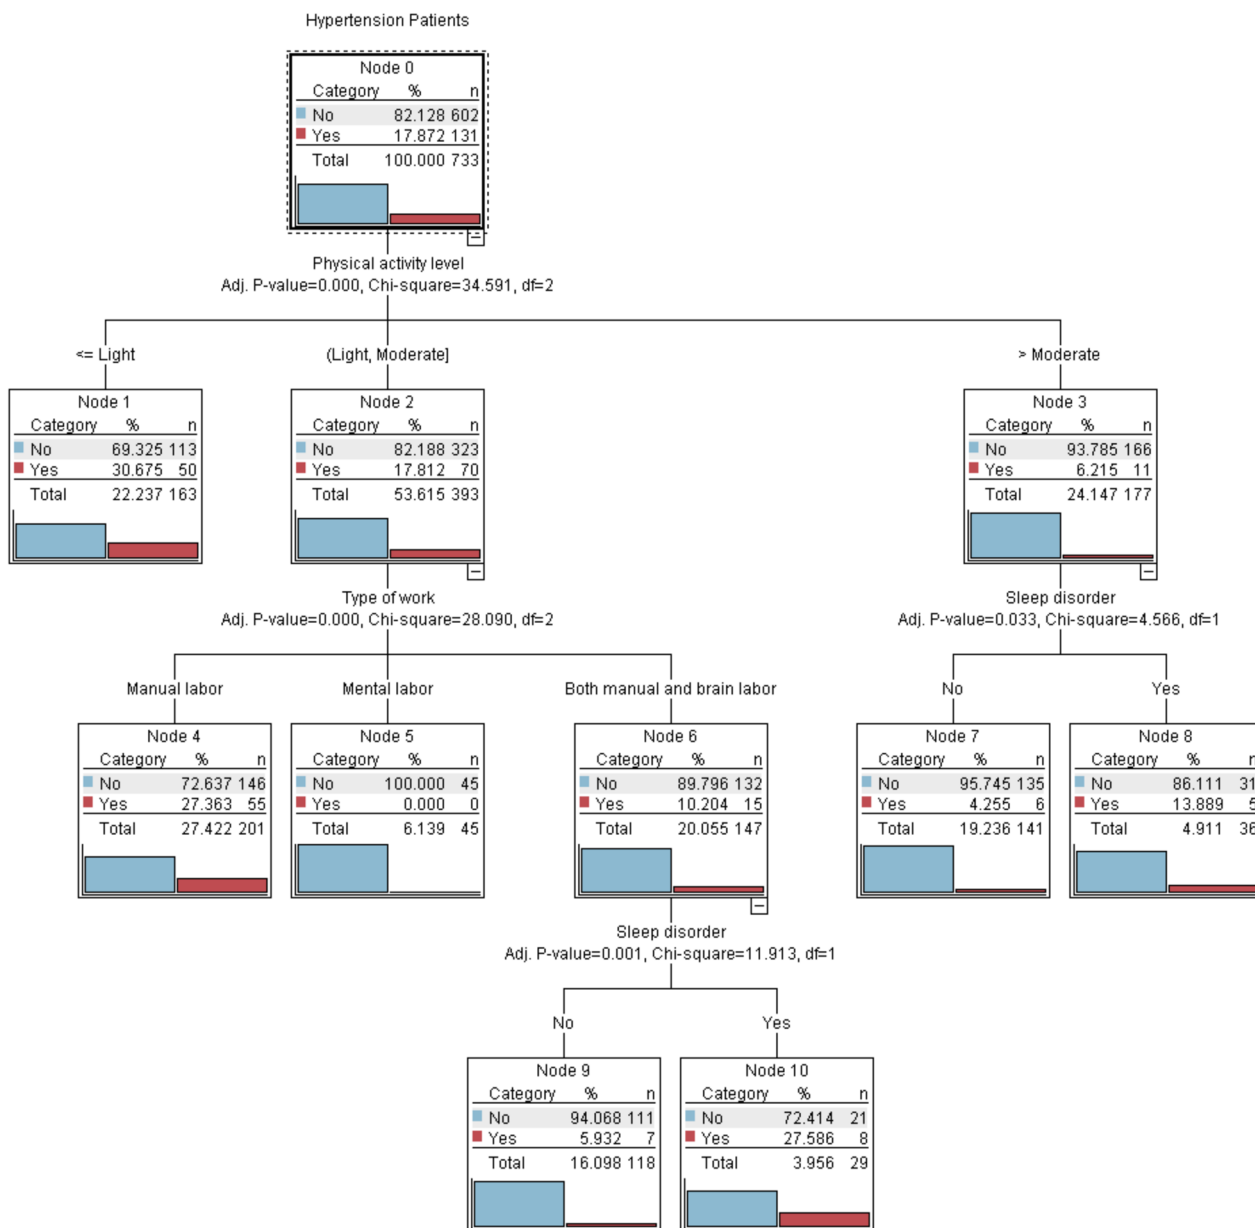 Hypertension Patients
Node 0
Category % n
No 82.128 602
Yes 17.872 131
Total 100.000 733
Physical activity level
Adj. P-value=0.000, Chi-square=34.591, df=2
<= Light
(Light, Moderate]
> Moderate
Node 1
Category % n
No 69.325 113
Yes 30.675 50
Total 22.237 163
Node 2
Category % n
No 82.188 323
Yes 17.812 70
Total 53.615 393
Node 3
Category % n
No 93.785 166
Yes 6.215 11
Total 24.147 177
Type of work
Adj. P-value=0.000, Chi-square=28.090, df=2
Sleep disorder
Adj. P-value=0.033, Chi-square=4.566, df=1
Manual labor
Mental labor
Both manual and brain labor
No
Yes
Node 4
Category % n
No 72.637 146
Yes 27.363 55
Total 27.422 201
Node 5
Category % n
No 100.000 45
Yes 0.000 0
Total 6.139 45
Node 6
Category % n
No 89.796 132
Yes 10.204 15
Total 20.055 147
Node 7
Category % n
No 95.745 135
Yes 4.255 6
Total 19.236 141
Node 8
Category % n
No 86.111 31
Yes 13.889 5
Total 4.911 36
Sleep disorder
Adj. P-value=0.001, Chi-square=11.913, df=1
No
Yes
Node 9
Category % n
No 94.068 111
Yes 5.932 7
Total 16.098 118
Node 10
Category % n
No 72.414 21
Yes 27.586 8
Total 3.956 29